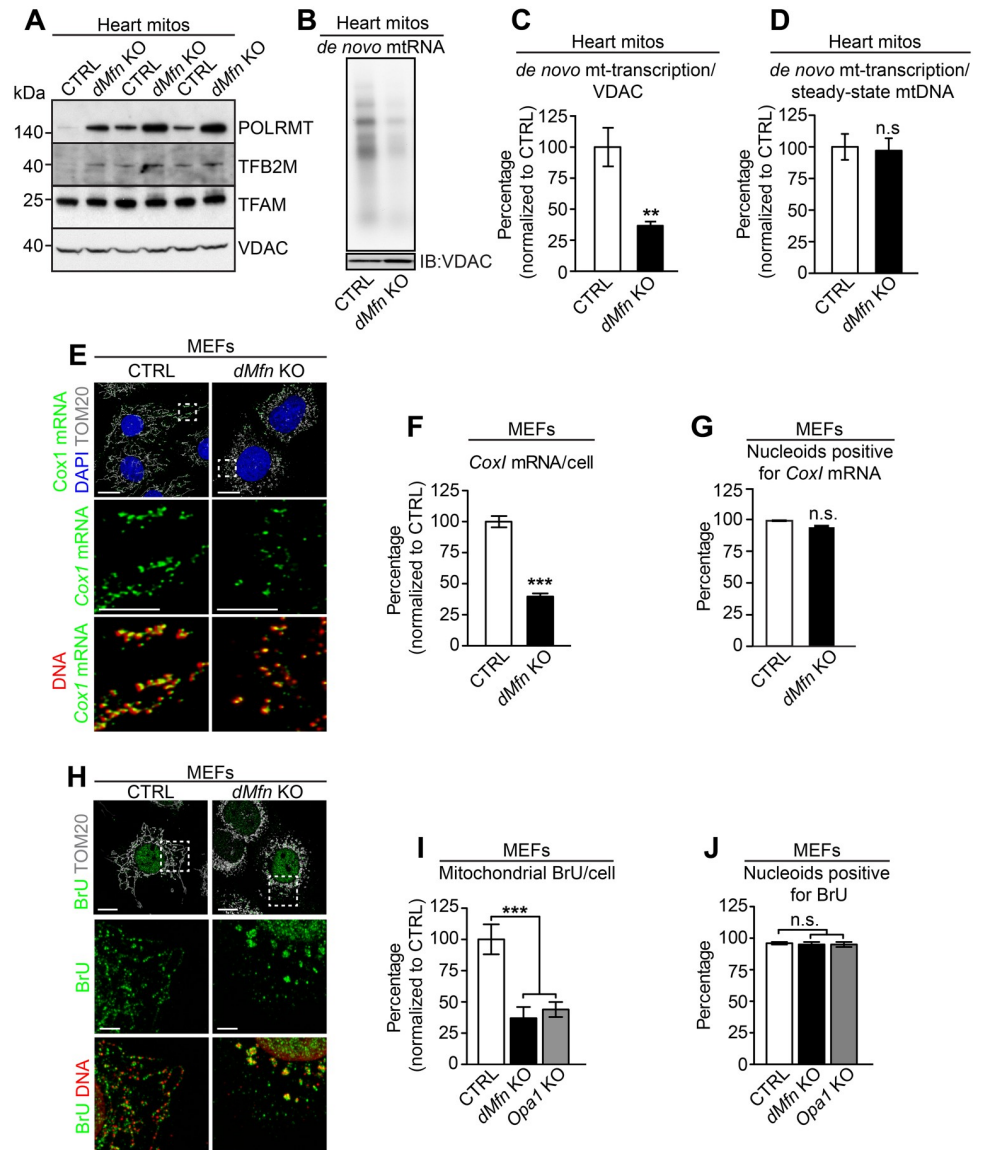 A
Heart mitos
CTRL
dMfn KO
CTRL
dMfn KO
CTRL
dMfn KO
kDa
140
POLRMT
40
TFB2M
25
TFAM
40
VDAC
B
Heart mitos
de novo mtRNA
IB:VDAC
CTRL
dMfn KO
C
Heart mitos
de novo mt-transcription/
VDAC
Percentage
(normalized to CTRL)
125
100
75
50
25
0
**
CTRL
dMfn KO
D
Heart mitos
de novo mt-transcription/
steady-state mtDNA
Percentage
(normalized to CTRL)
125
100
75
50
25
0
n.s
CTRL
dMfn KO
E
MEFs
CTRL
dMfn KO
Cox1 mRNA
DAPI TOM20
Cox1 mRNA
DNA
Cox1 mRNA
F
MEFs
CoxI mRNA/cell
Percentage
(normalized to CTRL)
125
100
75
50
25
0
***
CTRL
dMfn KO
G
MEFs
Nucleoids positive
for CoxI mRNA
Percentage
125
100
75
50
25
0
n.s.
CTRL
dMfn KO
H
MEFs
CTRL
dMfn KO
BrU TOM20
BrU
BrU DNA
I
MEFs
Mitochondrial BrU/cell
Percentage
(normalized to CTRL)
125
100
75
50
25
0
***
CTRL
dMfn KO
Opa1 KO
J
MEFs
Nucleoids positive
for BrU
Percentage
125
100
75
50
25
0
n.s.
CTRL
dMfn KO
Opa1 KO